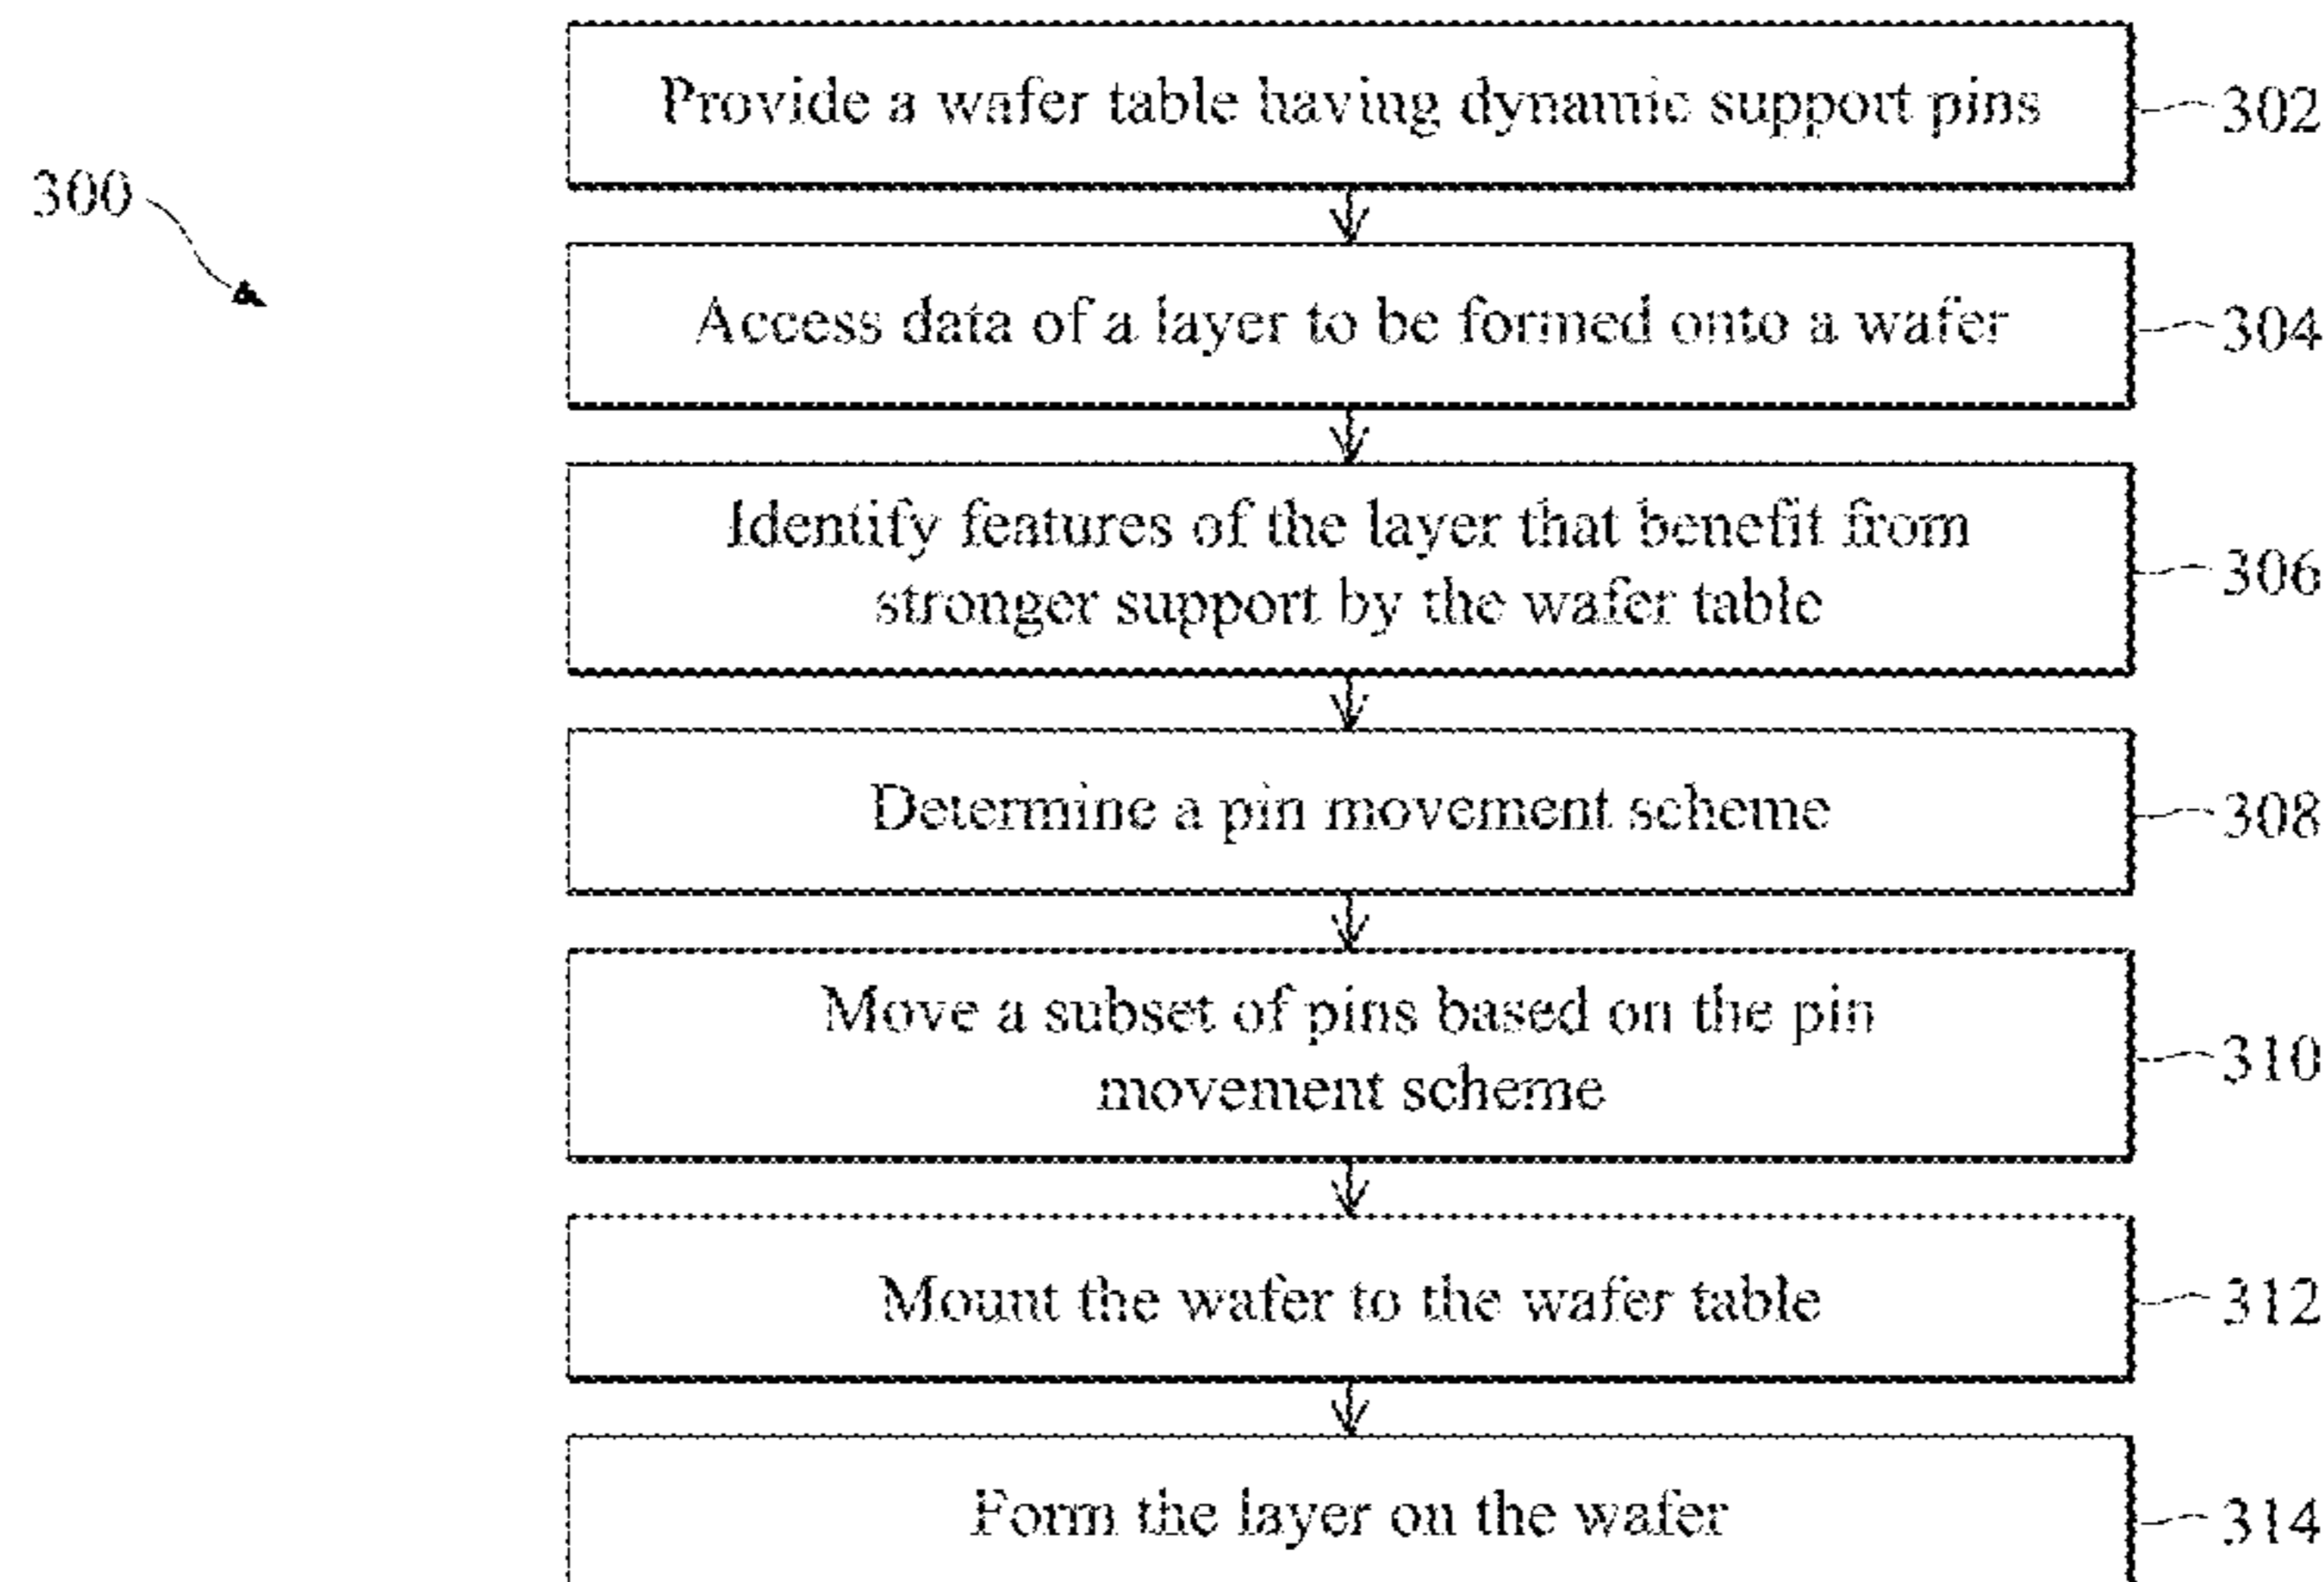 300
Provide a wafer table having dynamic support pins
302
Access data of a layer to be formed onto a wafer
304
Identify features of the layer that benefit from
stronger support by the wafer table
306
Determine a pin movement scheme
308
Move a subset of pins based on the pin
movement scheme
310
Mount the wafer to the wafer table
312
Form the layer on the wafer
314